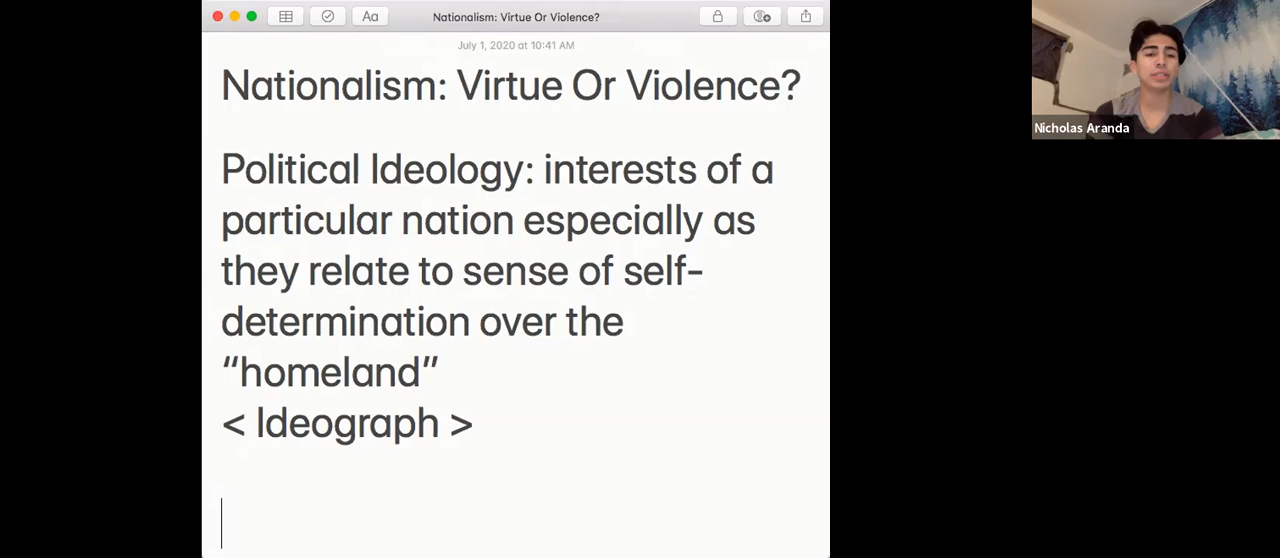 Aa
Nationalism: Virtue Or Violence?
July 1, 2020 at 10:41 AM
Nationalism: Virtue Or Violence?
Political Ideology: interests of a
particular nation especially as
they relate to sense of self-
determination over the
“homeland”
< Ideograph >
Nicholas Aranda